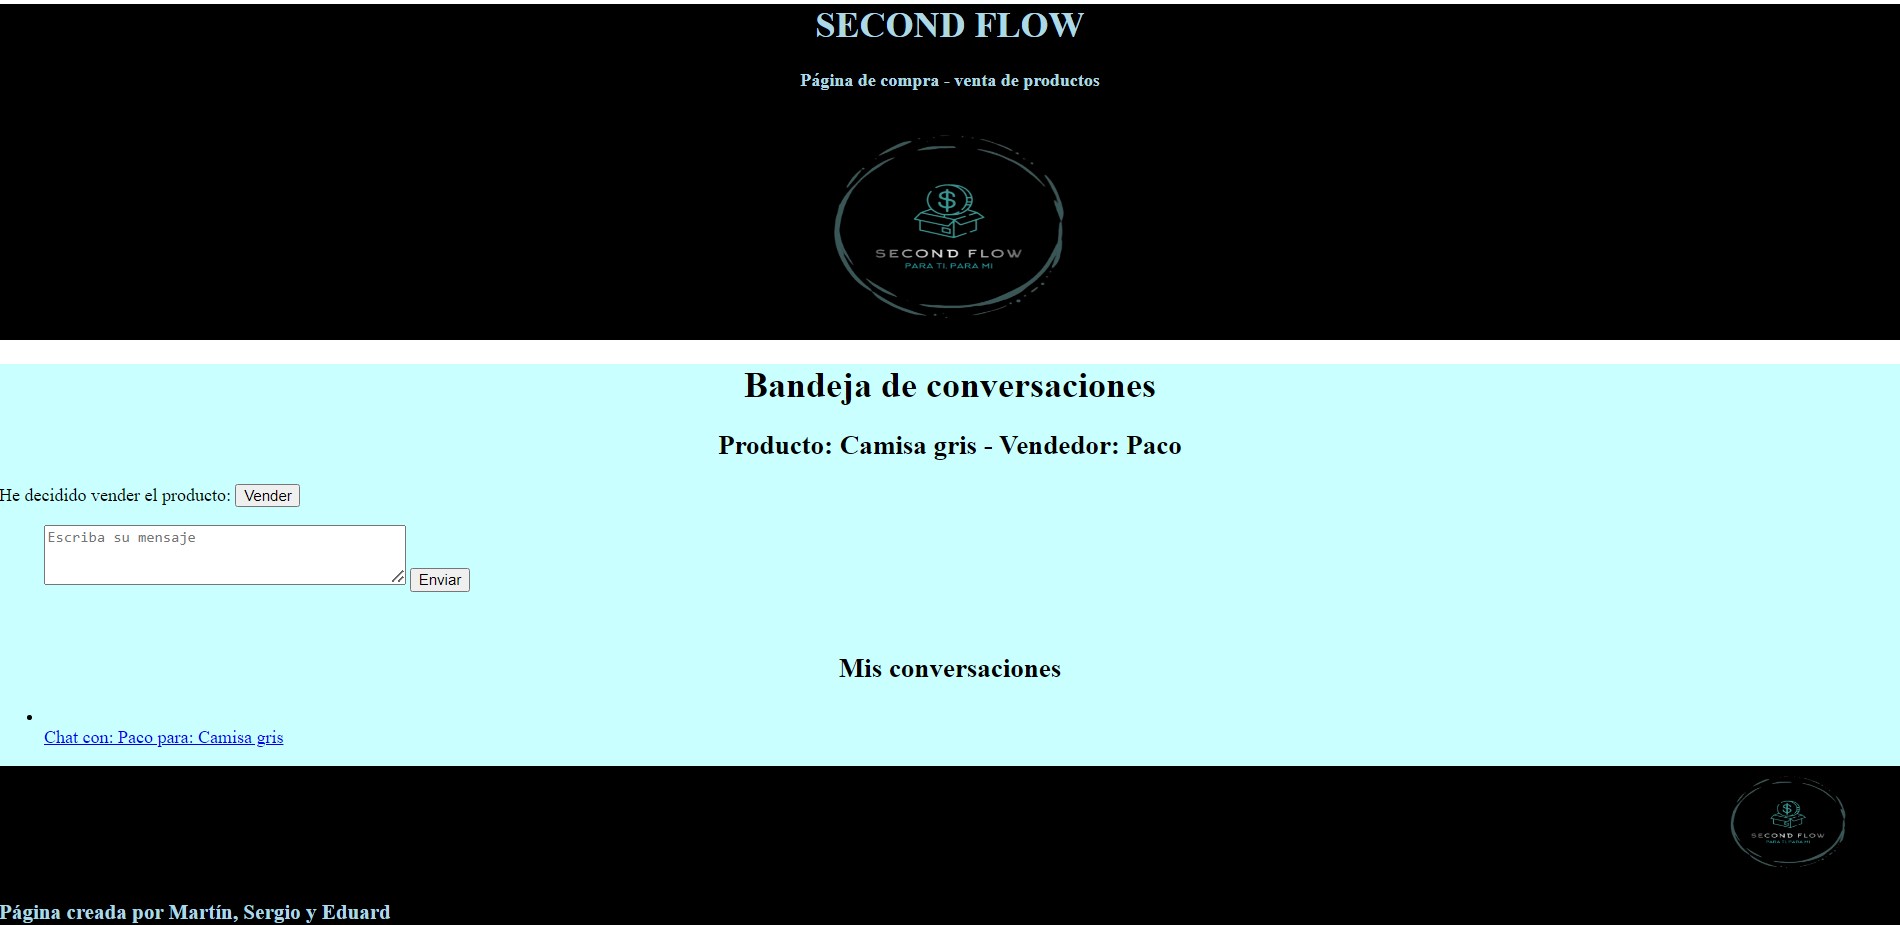 SECOND FLOW
Página de compra - venta de productos
$
SECOND FLOW
PARA TI, PARA MI
Bandeja de conversaciones
Producto: Camisa gris - Vendedor: Paco
He decidido vender el producto: Vender
Escriba su mensaje
Enviar
Mis conversaciones
Chat con: Paco para: Camisa gris
$
SECOND FLOW
PARA TI, PARA MI
Página creada por Martín, Sergio y Eduard